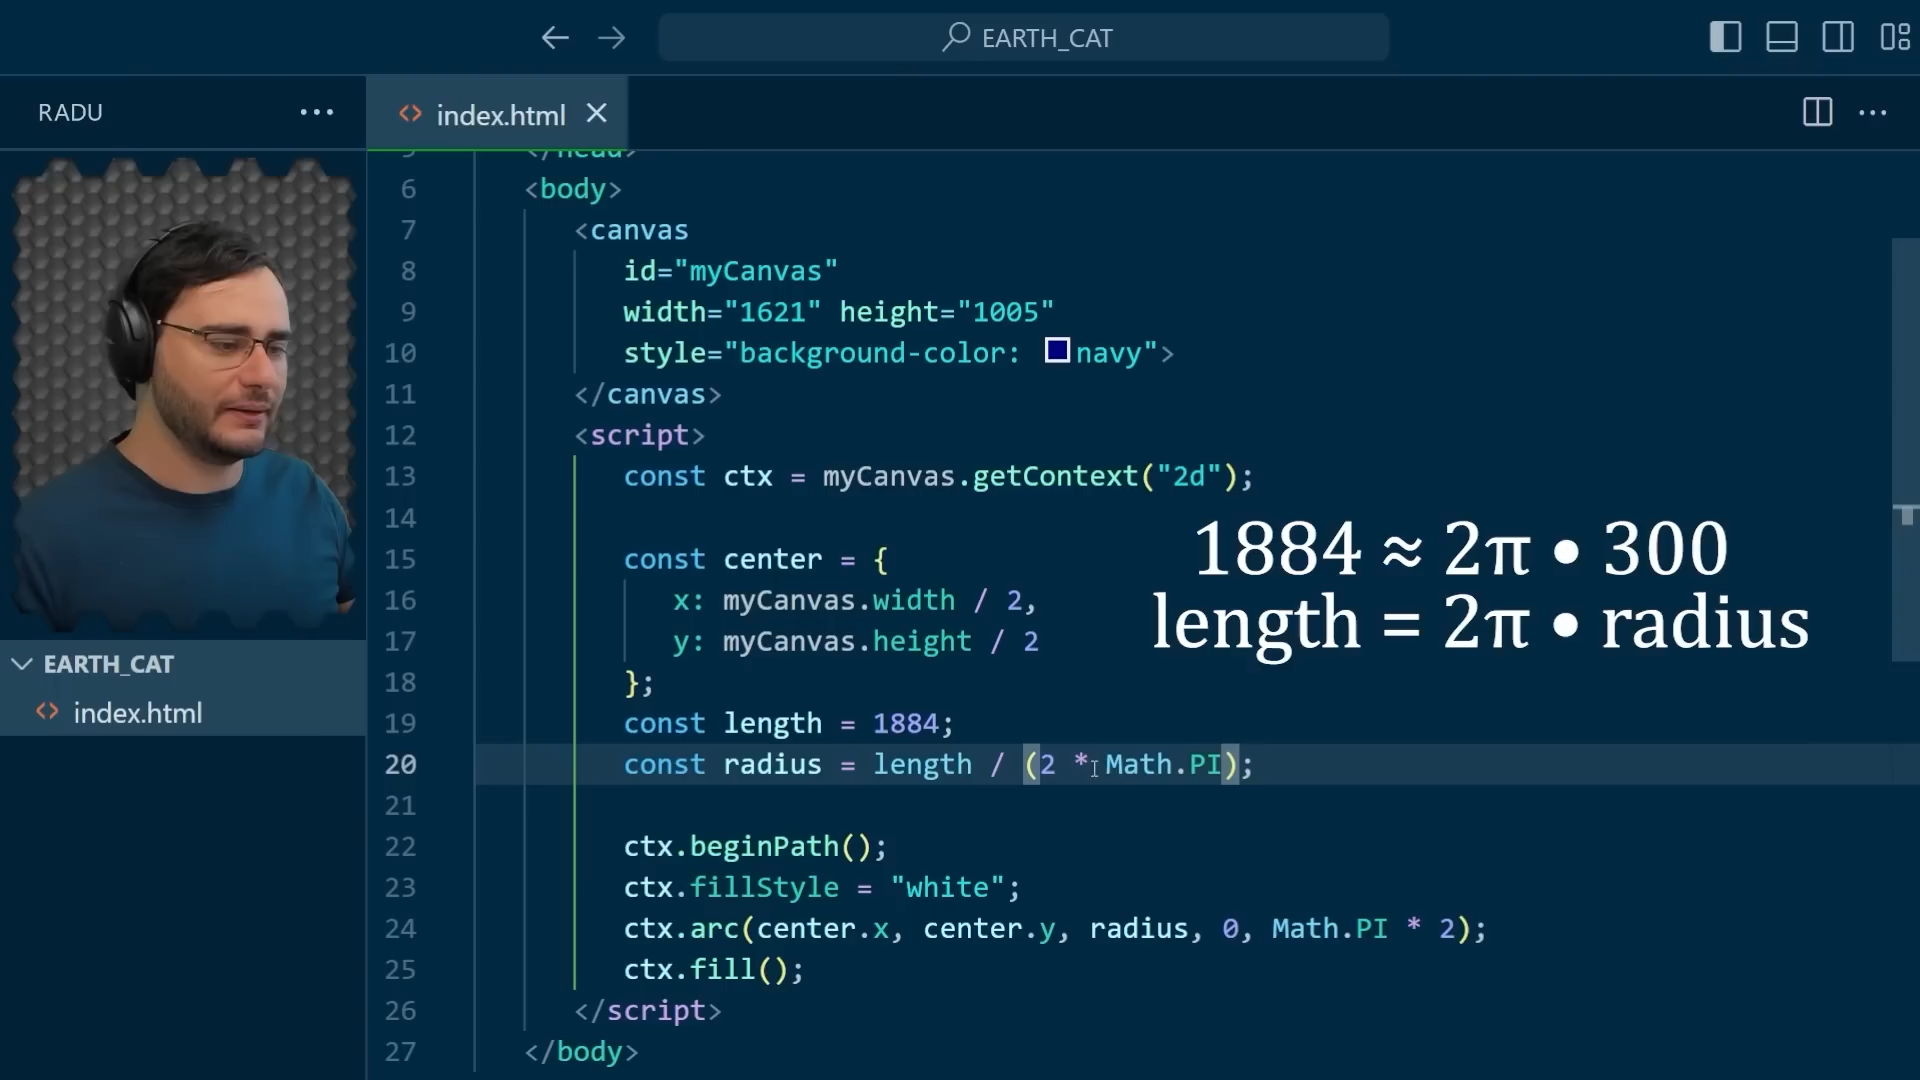 EARTH_CAT
RADU
index.html
5 </head>
6 <body>
7 <canvas
8 id="myCanvas"
9 width="1621" height="1005"
10 style="background-color: navy">
11 </canvas>
12 <script>
13 const ctx = myCanvas.getContext("2d");
14
15 const center = {
16 x: myCanvas.width / 2,
17 y: myCanvas.height / 2
18 };
19 const length = 1884;
20 const radius = length / (2 * Math.PI);
21
22 ctx.beginPath();
23 ctx.fillStyle = "white";
24 ctx.arc(center.x, center.y, radius, 0, Math.PI * 2);
25 ctx.fill();
26 </script>
27 </body>
1884 ≈ 2π • 300
length = 2π • radius
EARTH_CAT
index.html